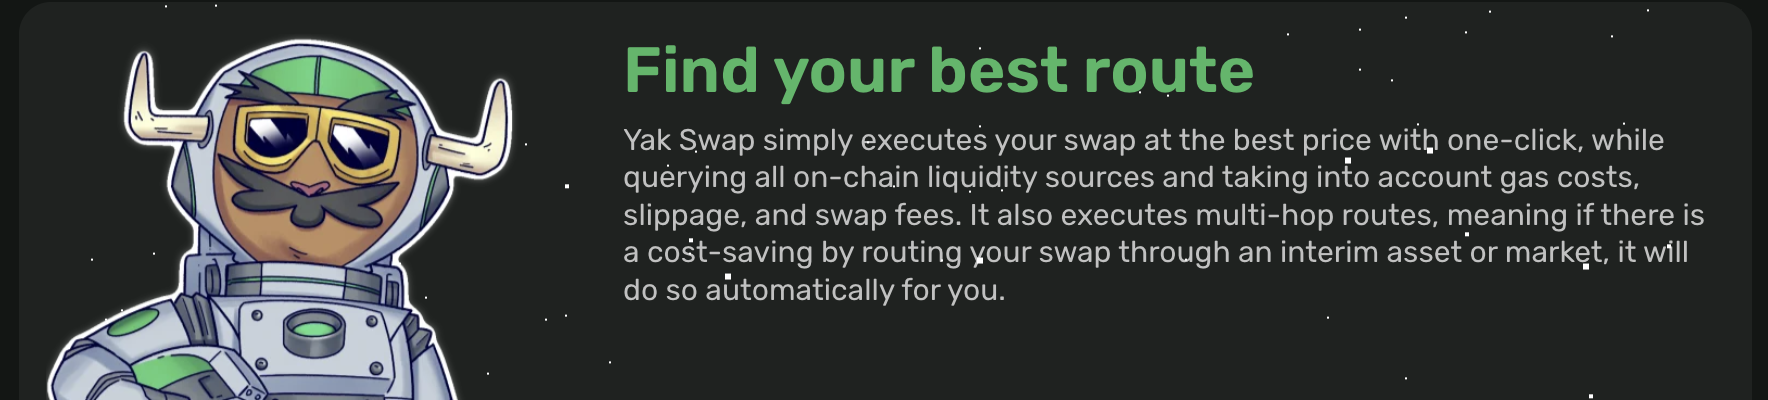 Find your best route
Yak Swap simply executes your swap at the best price with one-click, while
querying all on-chain liquidity sources and taking into account gas costs,
slippage, and swap fees. It also executes multi-hop routes, meaning if there is
a cost-saving by routing your swap through an interim asset or market, it will
do so automatically for you.